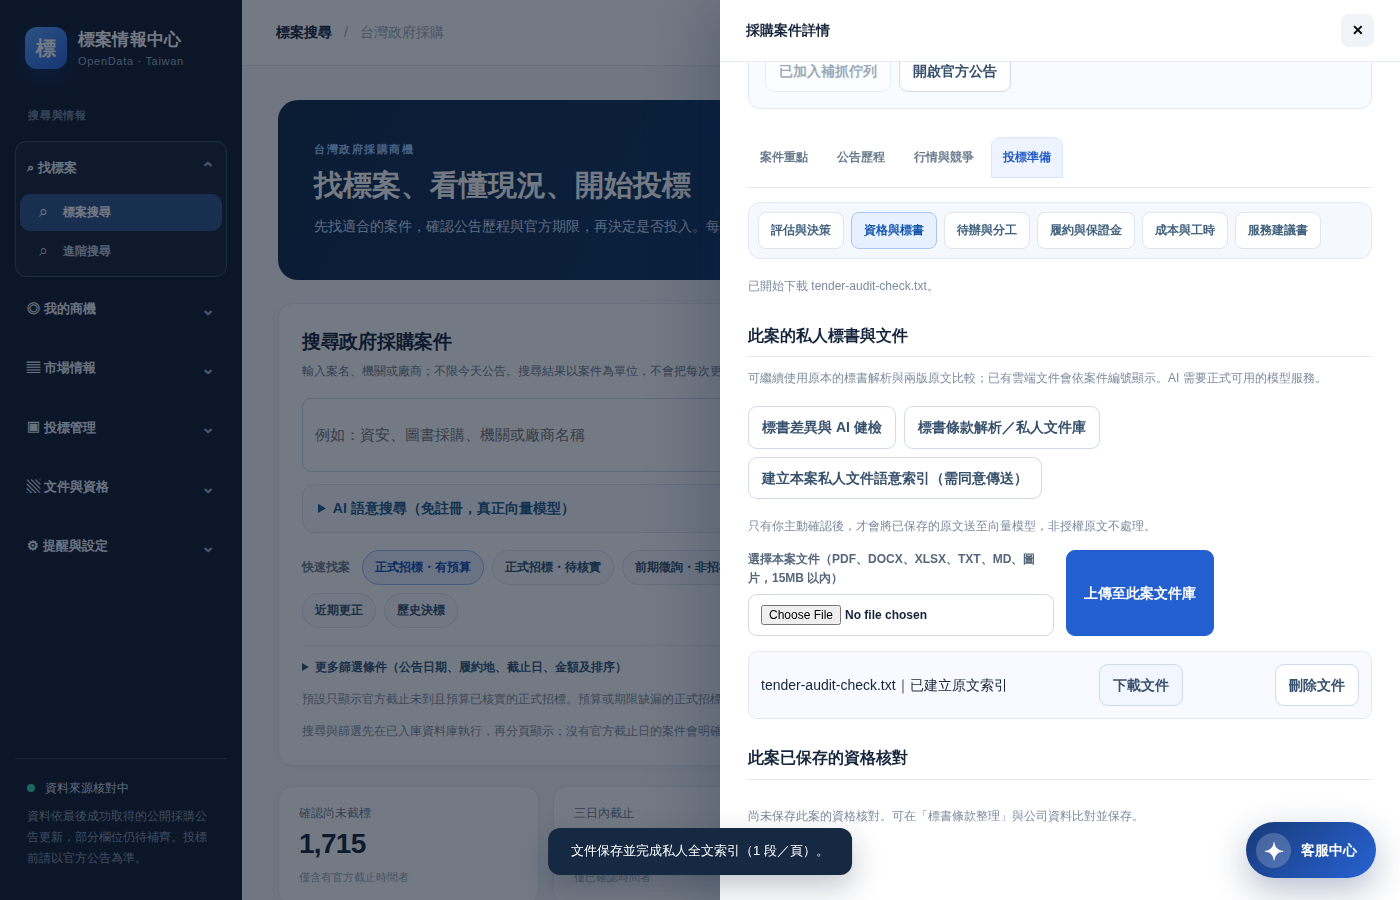 標
標案情報中心
OpenData · Taiwan
搜尋與情報
找標案
標案搜尋
進階搜尋
我的商機
市場情報
投標管理
文件與資格
提醒與設定
資料來源核對中
資料依最後成功取得的公開採購公
告更新，部分欄位仍待補齊。投標
前請以官方公告為準。
標案搜尋 / 台灣政府採購
台灣政府採購商機
找標案、看懂現況、開始投標
先找適合的案件，確認公告歷程與官方期限，再決定是否投入。每
搜尋政府採購案件
輸入案名、機關或廠商；不限今天公告。搜尋結果以案件為單位，不會把每次更
例如：資安、圖書採購、機關或廠商名稱
AI 語意搜尋（免註冊，真正向量模型）
快速找案 正式招標・有預算 正式招標・待核實 前期徵詢・非招
近期更正 歷史決標
更多篩選條件（公告日期、履約地、截止日、金額及排序）
預設只顯示官方截止未到且預算已核實的正式招標。預算或期限缺漏的正式招標
搜尋與篩選先在已入庫資料庫執行，再分頁顯示；沒有官方截止日的案件會明確
確認尚未截標
1,715
僅含有官方截止時間者
三日內截止
僅已確認時間者
文件保存並完成私人全文索引（1 段／頁）。
採購案件詳情
✕
已加入補抓佇列 開啟官方公告
案件重點 公告歷程 行情與競爭 投標準備
評估與決策 資格與標書 待辦與分工 履約與保證金 成本與工時 服務建議書
已開始下載 tender-audit-check.txt。
此案的私人標書與文件
可繼續使用原本的標書解析與兩版原文比較；已有雲端文件會依案件編號顯示。AI 需要正式可用的模型服務。
標書差異與 AI 健檢 標書條款解析／私人文件庫
建立本案私人文件語意索引（需同意傳送）
只有你主動確認後，才會將已保存的原文送至向量模型，非授權原文不處理。
選擇本案文件（PDF、DOCX、XLSX、TXT、MD、圖
片，15MB 以內）
Choose File No file chosen
上傳至此案文件庫
tender-audit-check.txt｜已建立原文索引 下載文件 刪除文件
此案已保存的資格核對
尚未保存此案的資格核對。可在「標書條款整理」與公司資料比對並保存。
客服中心